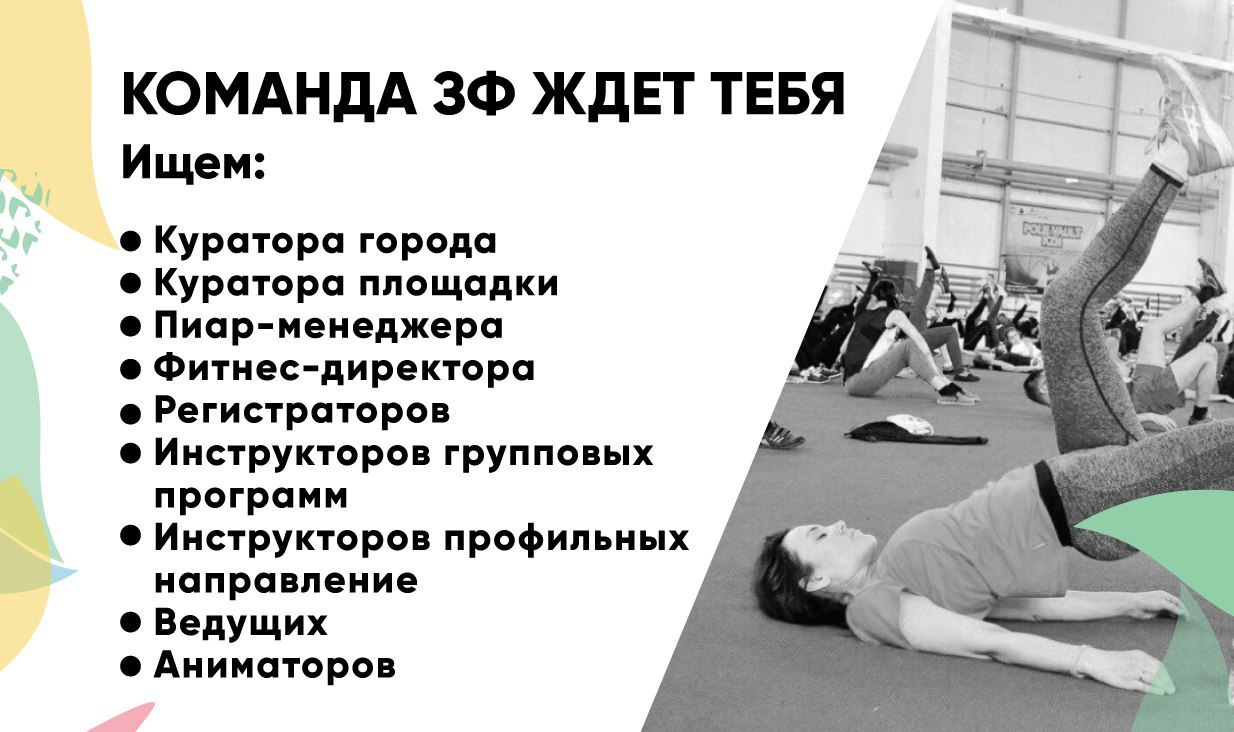 КОМАНДА ЗФ ЖДЕТ ТЕБЯ
Ищем:
● Куратора города
● Куратора площадки
● Пиар-менеджера
● Фитнес-директора
● Регистраторов
● Инструкторов групповых
программ
● Инструкторов профильных
направление
● Ведущих
● Аниматоров
POLE VAULT